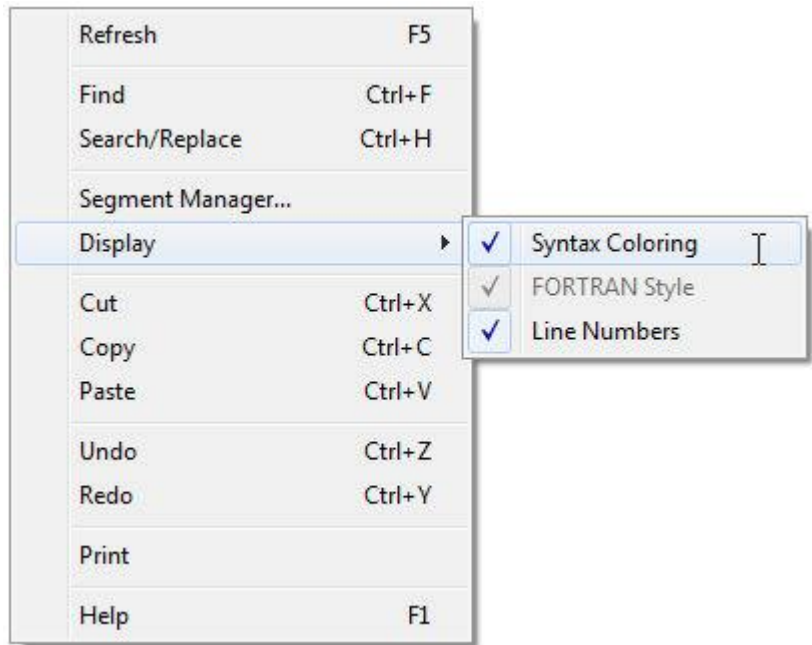 Refresh F5
Find Ctrl+F
Search/Replace Ctrl+H
Segment Manager...
Display
Syntax Coloring
FORTRAN Style
Line Numbers
Cut Ctrl+X
Copy Ctrl+C
Paste Ctrl+V
Undo Ctrl+Z
Redo Ctrl+Y
Print
Help F1